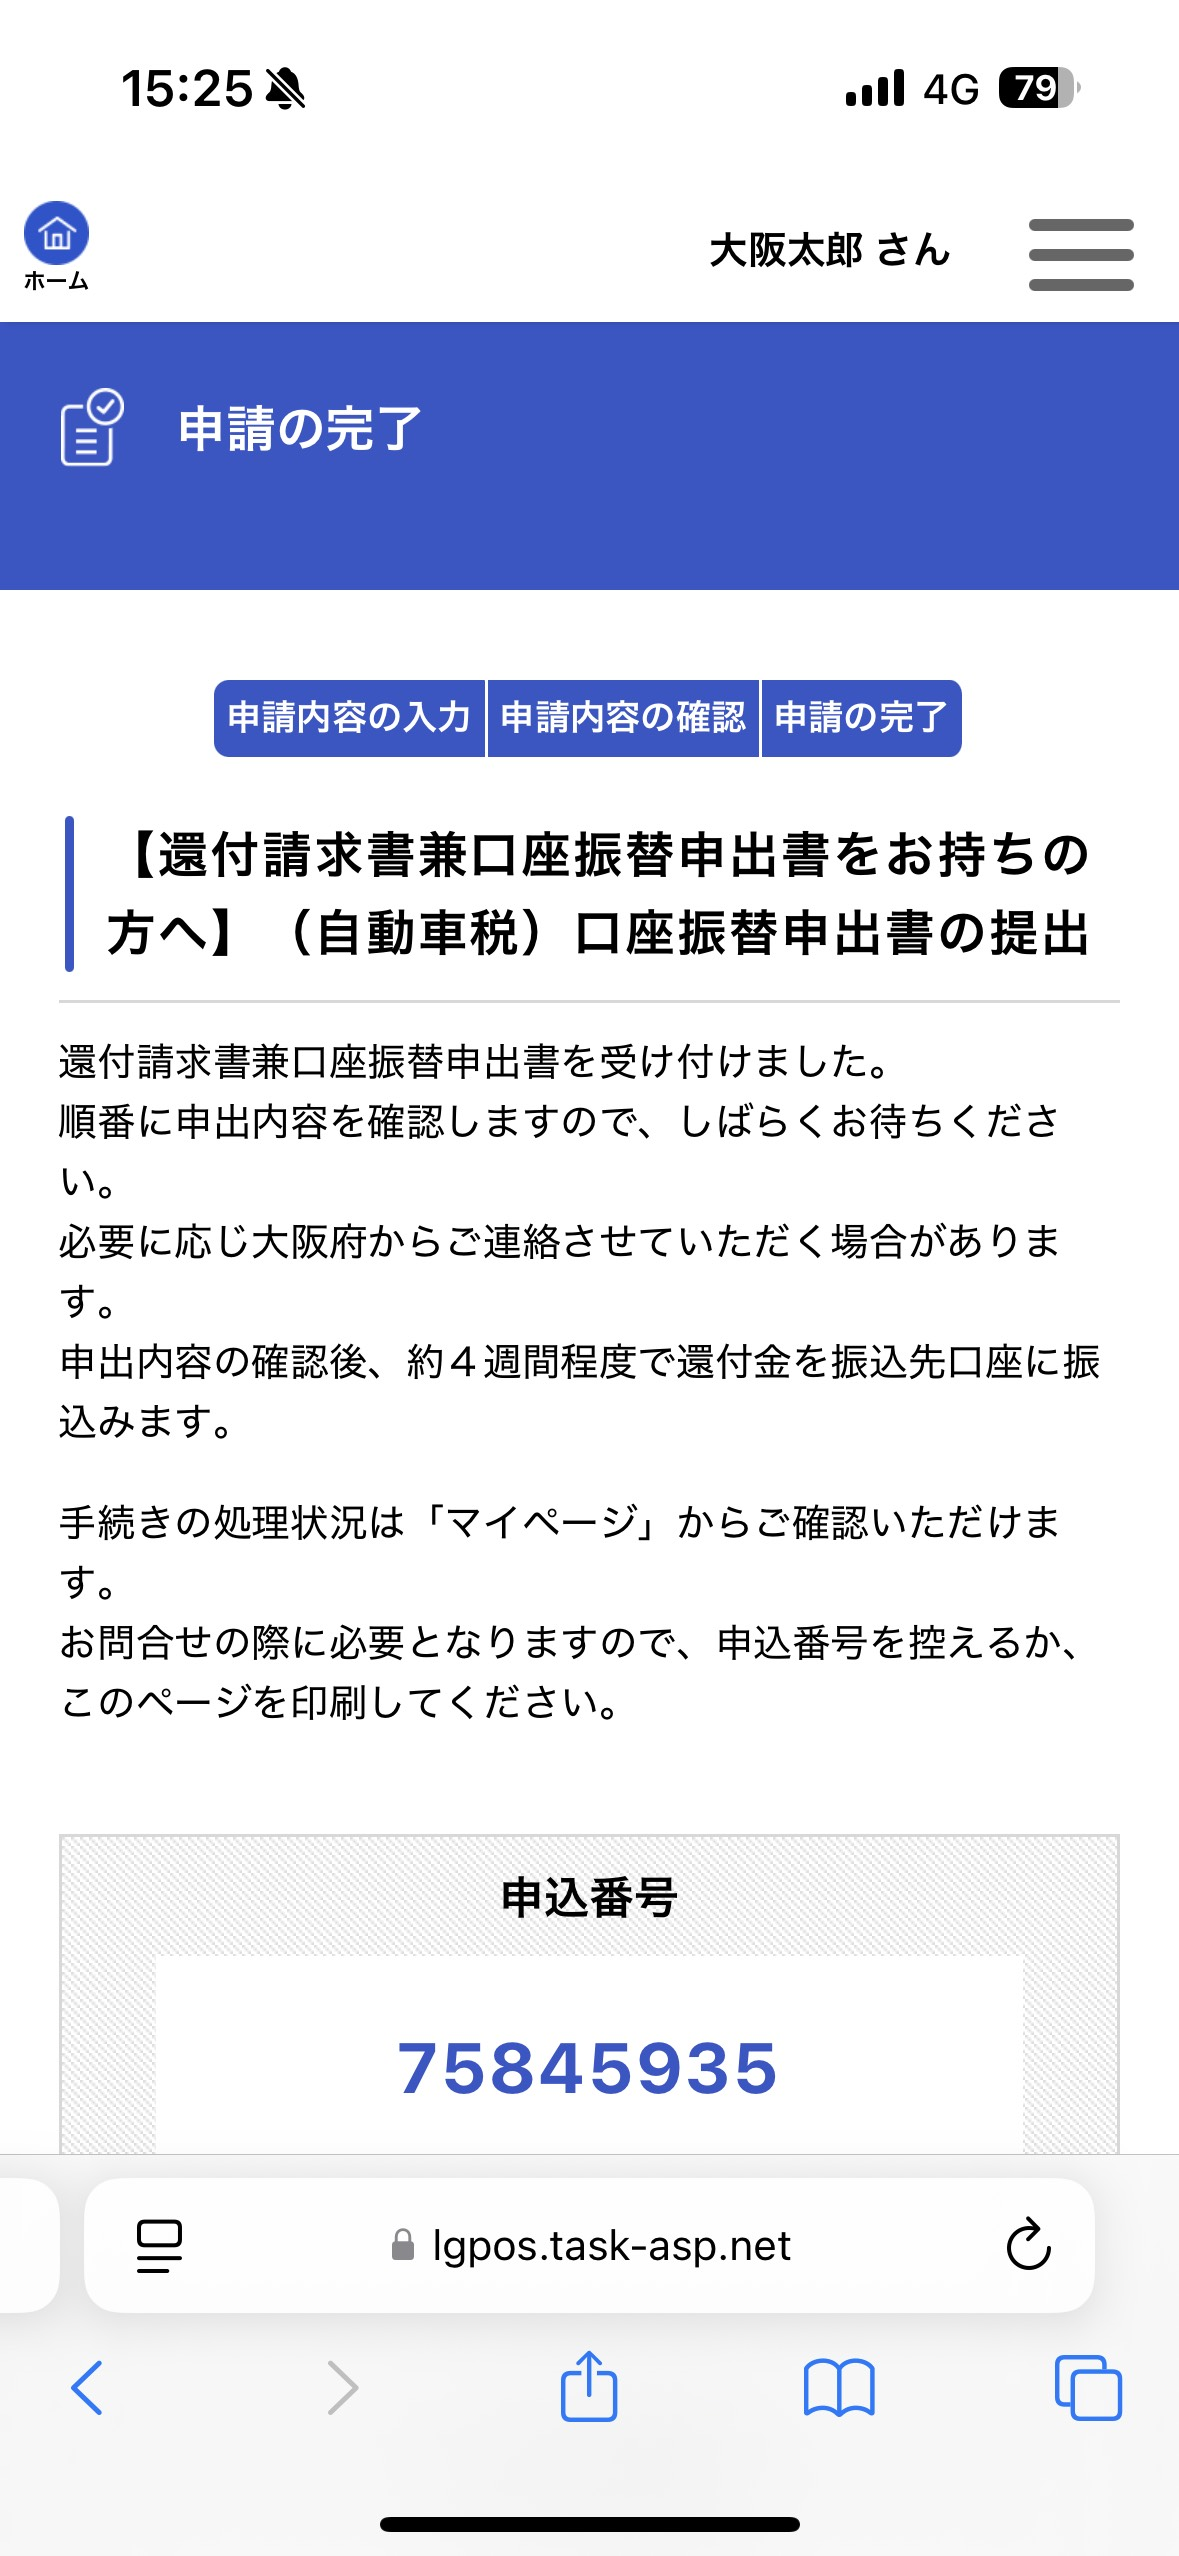 15:25
4G
79
ホーム
大阪太郎 さん
申請の完了
申請内容の入力
申請内容の確認
申請の完了
【還付請求書兼口座振替申出書をお持ちの
方へ】（自動車税）口座振替申出書の提出
還付請求書兼口座振替申出書を受け付けました。
順番に申出内容を確認しますので、しばらくお待ちくださ
い。
必要に応じ大阪府からご連絡させていただく場合がありま
す。
申出内容の確認後、約４週間程度で還付金を振込先口座に振
込みます。
手続きの処理状況は「マイページ」からご確認いただけま
す。
お問合せの際に必要となりますので、申込番号を控えるか、
このページを印刷してください。
申込番号
75845935
lgpos.task-asp.net